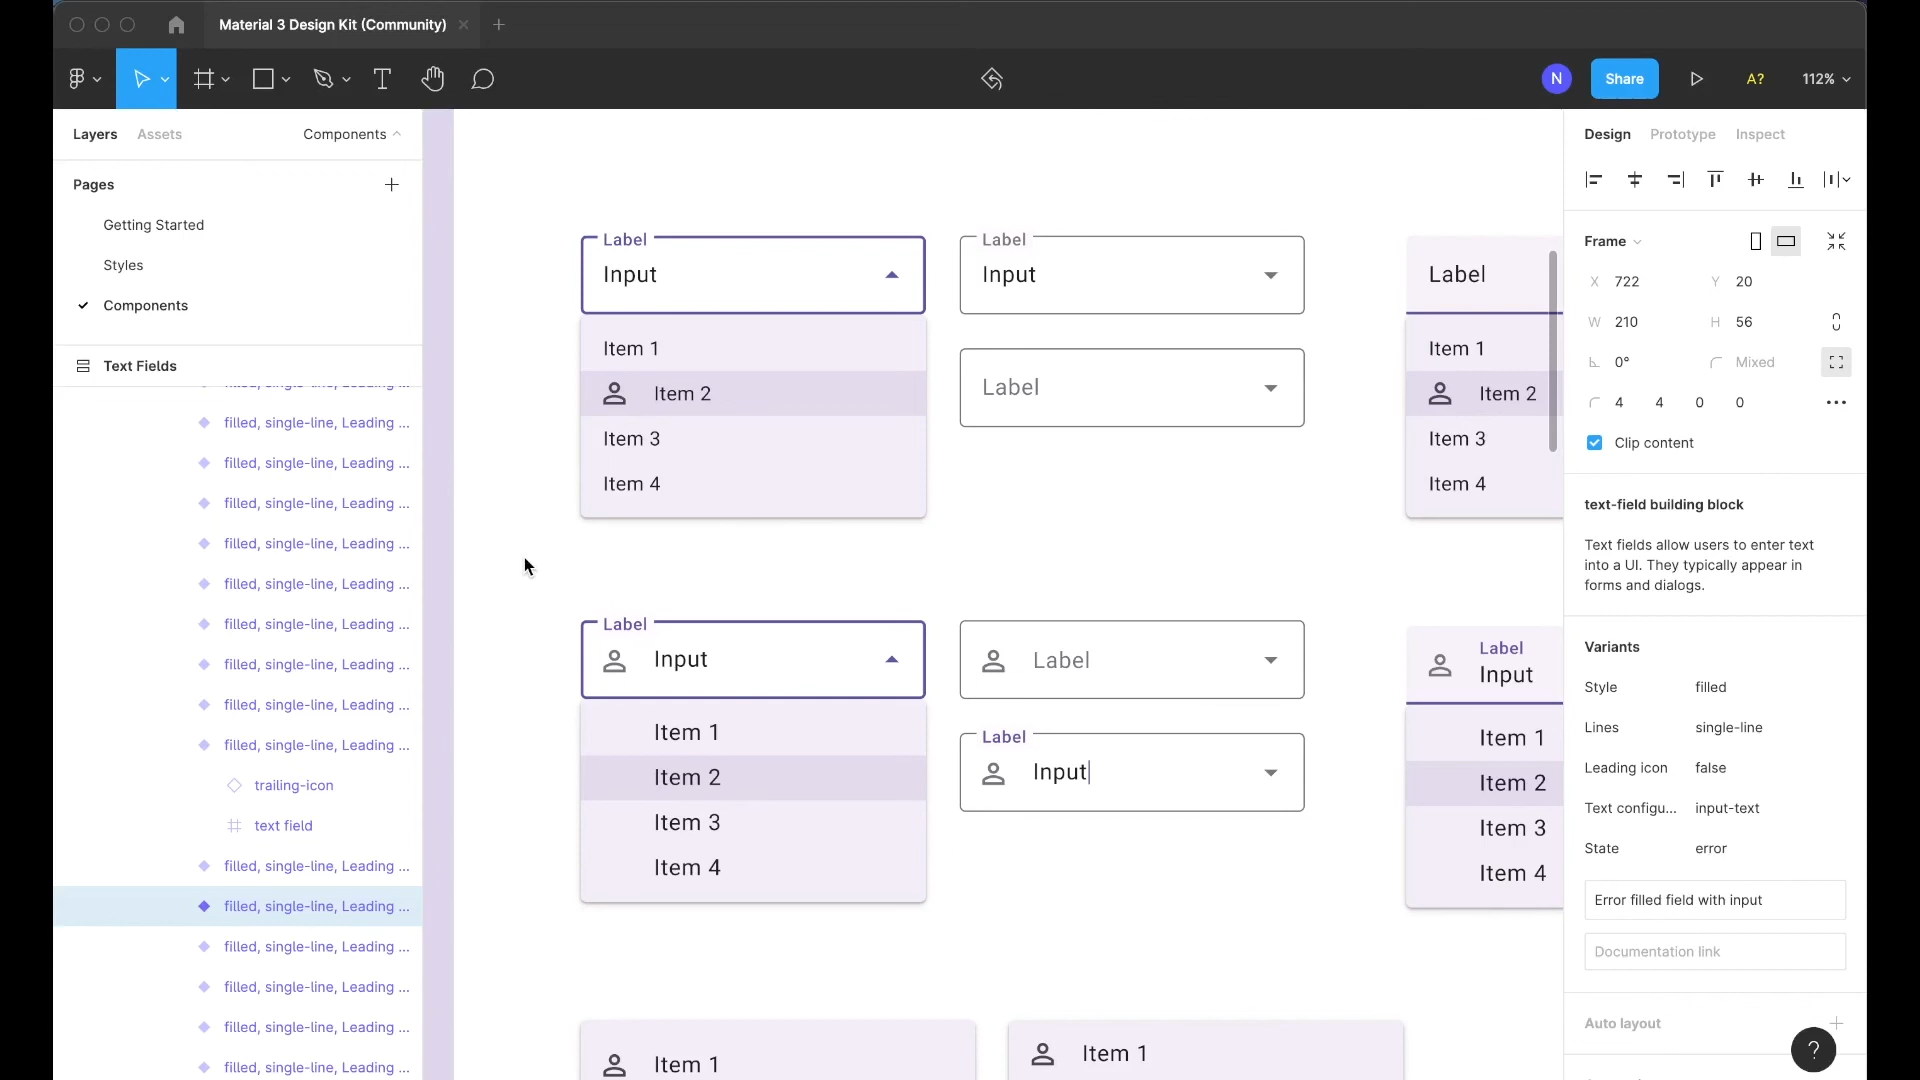 Material 3 Design Kit (Community)
N
Share
A?
112%
Layers
Assets
Components
Pages
Getting Started
Styles
Components
Text Fields
filled, single-line, Leading ...
filled, single-line, Leading ...
filled, single-line, Leading ...
filled, single-line, Leading ...
filled, single-line, Leading ...
filled, single-line, Leading ...
filled, single-line, Leading ...
filled, single-line, Leading ...
filled, single-line, Leading ...
filled, single-line, Leading ...
trailing-icon
text field
filled, single-line, Leading ...
filled, single-line, Leading ...
filled, single-line, Leading ...
filled, single-line, Leading ...
filled, single-line, Leading ...
filled, single-line, Leading ...
Label
Input
Item 1
Item 2
Item 3
Item 4
Label
Input
Label
Label
Item 1
Item 2
Item 3
Item 4
Label
Input
Item 1
Item 2
Item 3
Item 4
Label
Label
Input
Label
Input
Item 1
Item 2
Item 3
Item 4
Item 1
Item 1
Design
Prototype
Inspect
Frame
X 722
Y 20
W 210
H 56
0°
Mixed
4 4 0 0
Clip content
text-field building block
Text fields allow users to enter text
into a UI. They typically appear in
forms and dialogs.
Variants
Style filled
Lines single-line
Leading icon false
Text configu... input-text
State error
Error filled field with input
Documentation link
Auto layout
?